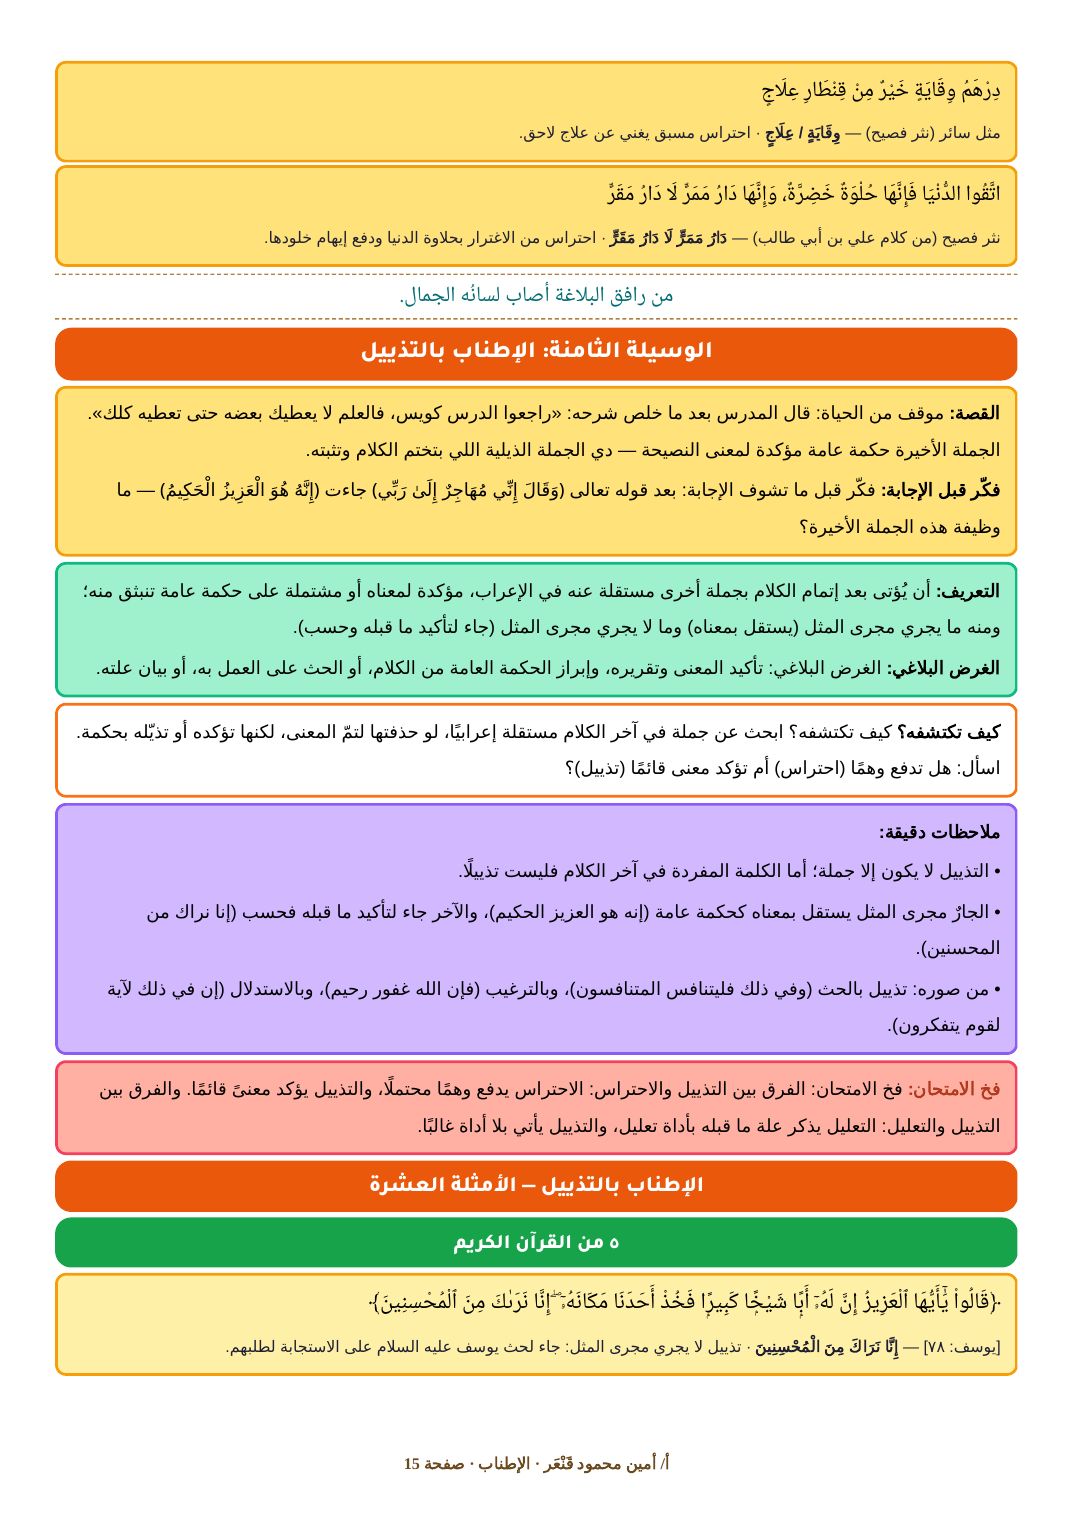 دِرْهَمُ وِقَايَةٍ خَيْرٌ مِنْ قِنْطَارِ عِلَاجٍ
مثل سائر (نثر فصيح) — وِقَايَةٍ / عِلَاجٍ · احتراس مسبق يغني عن علاج لاحق.
اتَّقُوا الدُّنْيَا فَإِنَّهَا حُلْوَةٌ خَضِرَةٌ، وَإِنَّهَا دَارُ مَمَرٍّ لَا دَارُ مَقَرٍّ
نثر فصيح (من كلام علي بن أبي طالب) — دَارُ مَمَرٍّ لَا دَارُ مَقَرٍّ · احتراس من الاغترار بحلاوة الدنيا ودفع إيهام خلودها.
من رافق البلاغة أصاب لسانُه الجمال.
الوسيلة الثامنة: الإطناب بالتذييل
القصة: موقف من الحياة: قال المدرس بعد ما خلص شرحه: «راجعوا الدرس كويس، فالعلم لا يعطيك بعضه حتى تعطيه كلك».
الجملة الأخيرة حكمة عامة مؤكدة لمعنى النصيحة — دي الجملة الذيلية اللي بتختم الكلام وتثبته.
فكّر قبل الإجابة: فكّر قبل ما تشوف الإجابة: بعد قوله تعالى (وَقَالَ إِنِّي مُهَاجِرٌ إِلَىٰ رَبِّي) جاءت (إِنَّهُ هُوَ الْعَزِيزُ الْحَكِيمُ) — ما
وظيفة هذه الجملة الأخيرة؟
التعريف: أن يُؤتى بعد إتمام الكلام بجملة أخرى مستقلة عنه في الإعراب، مؤكدة لمعناه أو مشتملة على حكمة عامة تنبثق منه؛
ومنه ما يجري مجرى المثل (يستقل بمعناه) وما لا يجري مجرى المثل (جاء لتأكيد ما قبله وحسب).
الغرض البلاغي: الغرض البلاغي: تأكيد المعنى وتقريره، وإبراز الحكمة العامة من الكلام، أو الحث على العمل به، أو بيان علته.
كيف تكتشفه؟ كيف تكتشفه؟ ابحث عن جملة في آخر الكلام مستقلة إعرابيًا، لو حذفتها لتمّ المعنى، لكنها تؤكده أو تذيّله بحكمة.
اسأل: هل تدفع وهمًا (احتراس) أم تؤكد معنى قائمًا (تذييل)؟
ملاحظات دقيقة:
• التذييل لا يكون إلا جملة؛ أما الكلمة المفردة في آخر الكلام فليست تذييلًا.
• الجارٌ مجرى المثل يستقل بمعناه كحكمة عامة (إنه هو العزيز الحكيم)، والآخر جاء لتأكيد ما قبله فحسب (إنا نراك من
المحسنين).
• من صوره: تذييل بالحث (وفي ذلك فليتنافس المتنافسون)، وبالترغيب (فإن الله غفور رحيم)، وبالاستدلال (إن في ذلك لآية
لقوم يتفكرون).
فخ الامتحان: فخ الامتحان: الفرق بين التذييل والاحتراس: الاحتراس يدفع وهمًا محتملًا، والتذييل يؤكد معنىً قائمًا. والفرق بين
التذييل والتعليل: التعليل يذكر علة ما قبله بأداة تعليل، والتذييل يأتي بلا أداة غالبًا.
الإطناب بالتذييل — الأمثلة العشرة
٥ من القرآن الكريم
﴿قَالُوا۟ يَٰٓأَيُّهَا ٱلْعَزِيزُ إِنَّ لَهُۥٓ أَبًۭا شَيْخًۭا كَبِيرًۭا فَخُذْ أَحَدَنَا مَكَانَهُۥٓ ۖ إِنَّا نَرَىٰكَ مِنَ ٱلْمُحْسِنِينَ﴾
[يوسف: ٧٨] — إِنَّا نَرَاكَ مِنَ الْمُحْسِنِينَ · تذييل لا يجري مجرى المثل: جاء لحث يوسف عليه السلام على الاستجابة لطلبهم.
أ/ أمين محمود قَنْعَر · الإطناب · صفحة 15